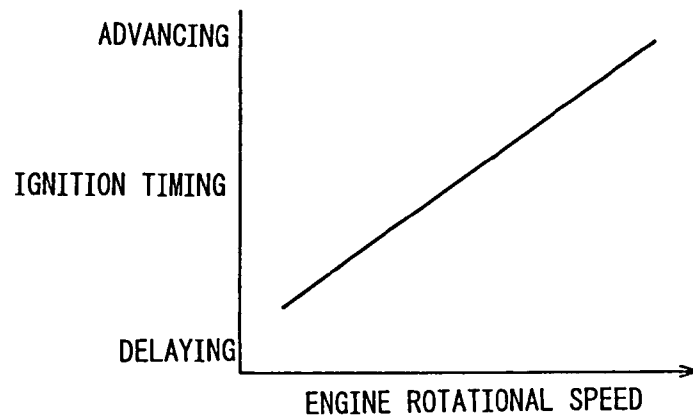 ADVANCING
IGNITION TIMING
DELAYING
ENGINE ROTATIONAL SPEED